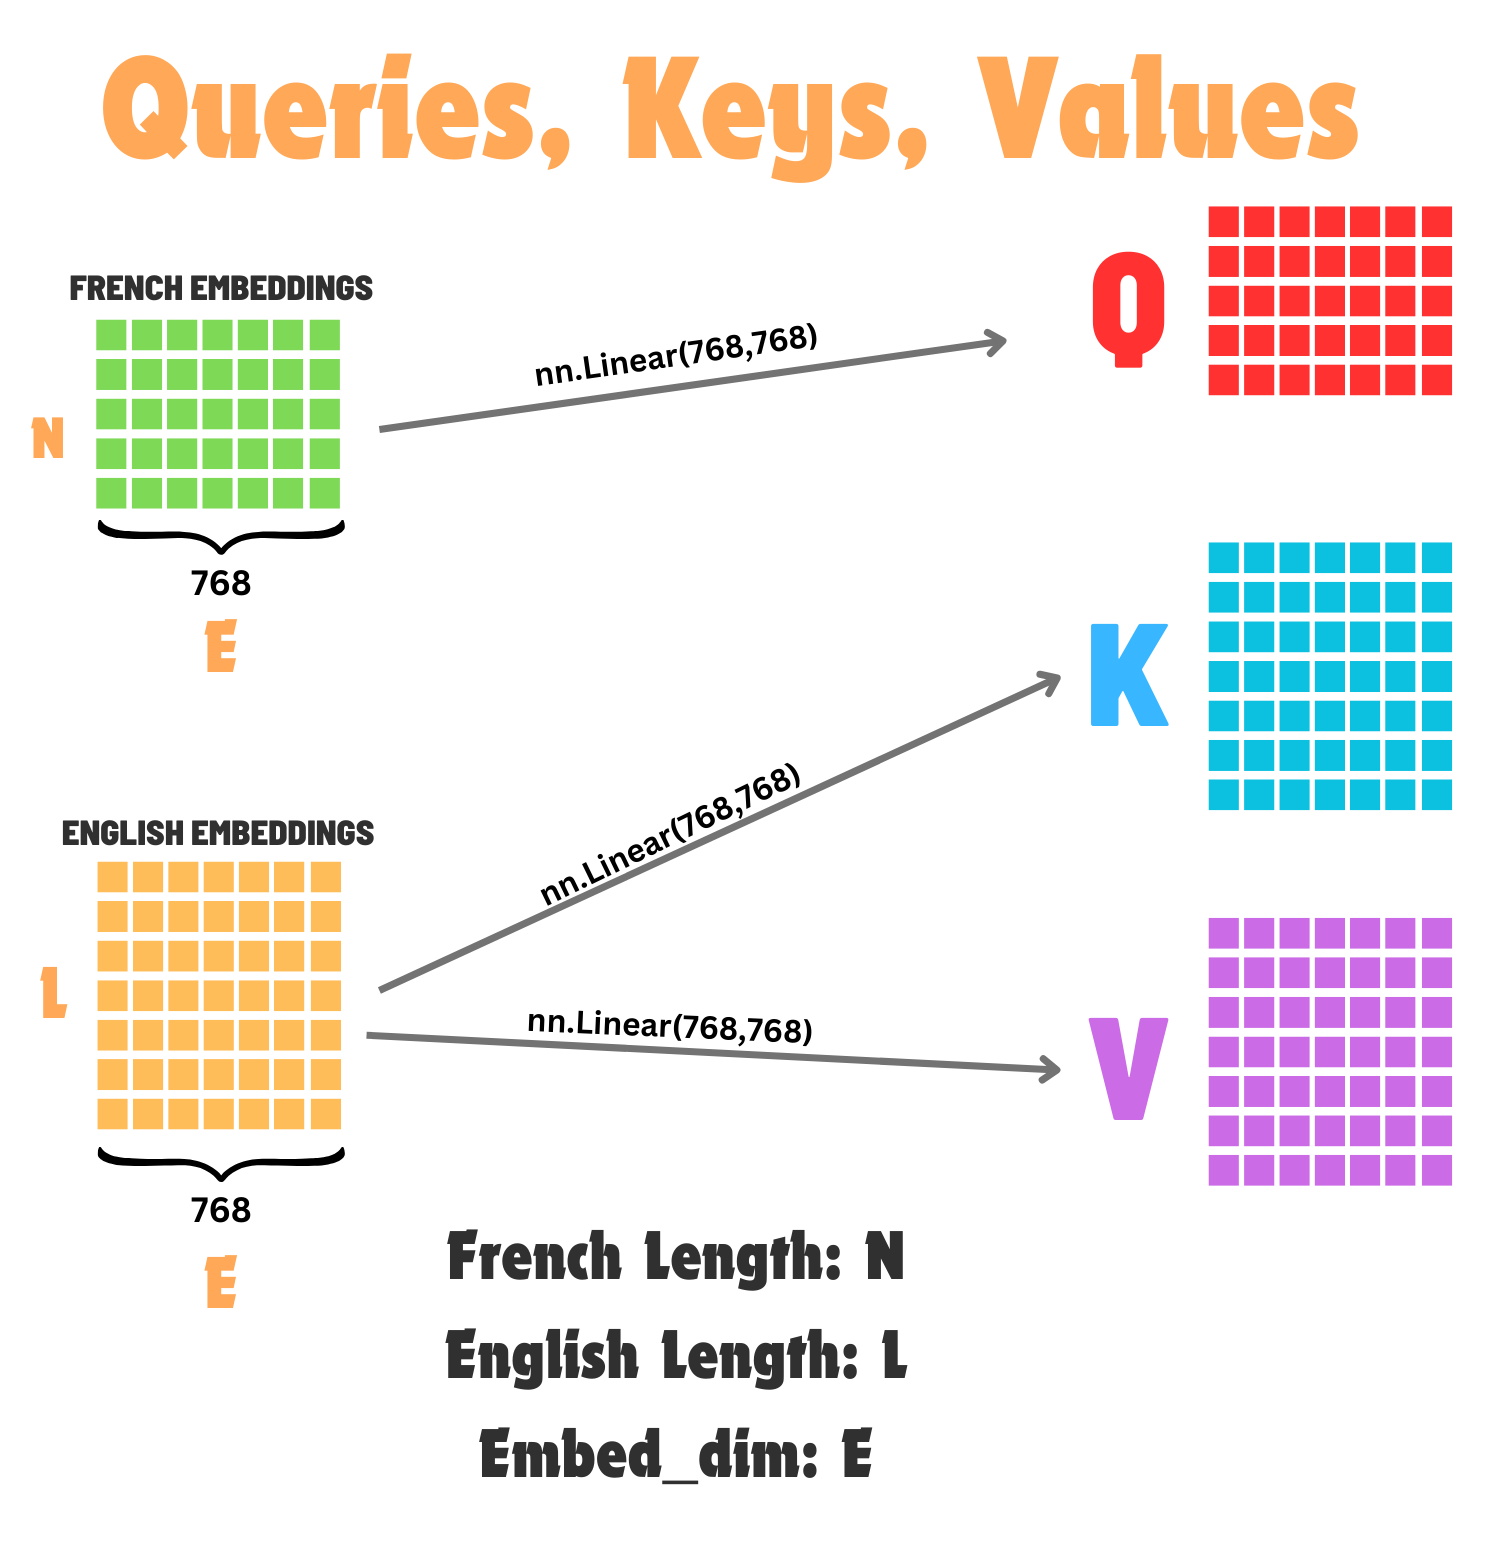 Queries, Keys, Values
FRENCH EMBEDDINGS
N
768
E
nn.Linear(768,768)
Q
ENGLISH EMBEDDINGS
L
768
E
nn.Linear(768,768)
K
nn.Linear(768,768)
V
French Length: N
English Length: L
Embed_dim: E